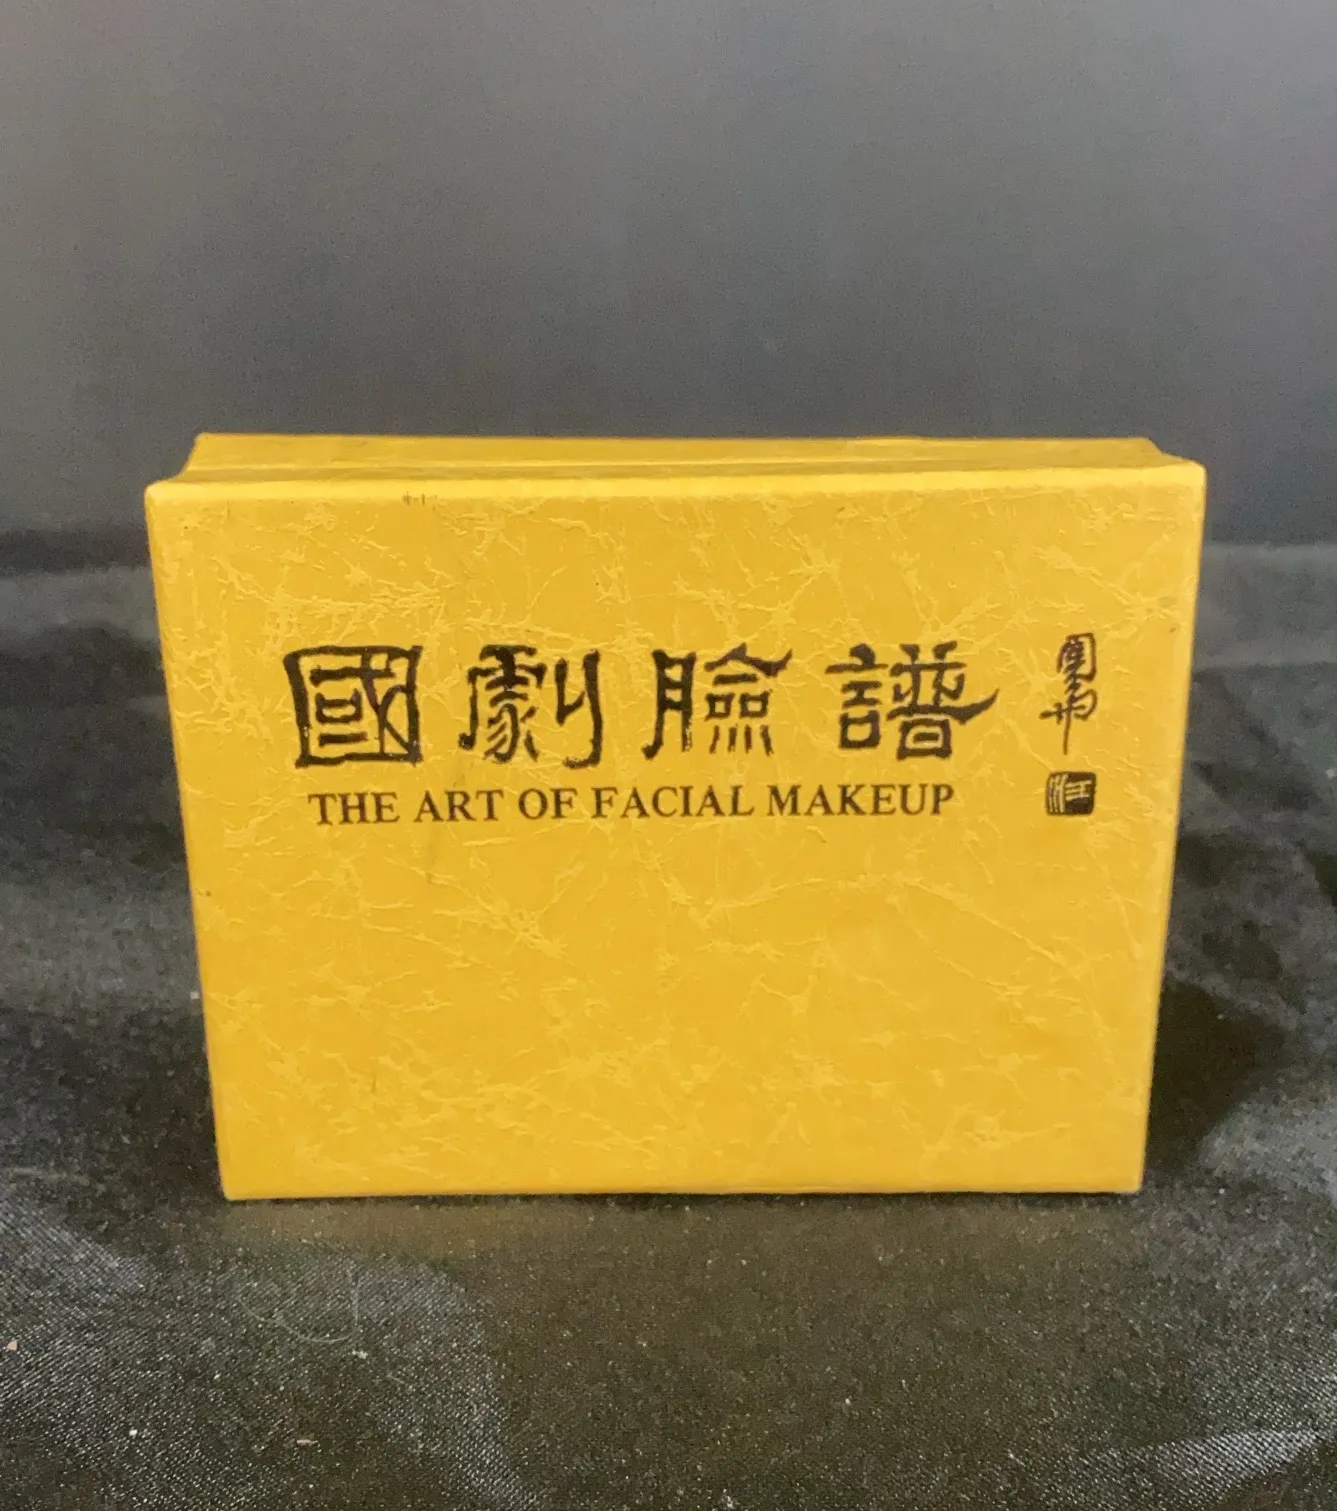 國劇臉譜
THE ART OF FACIAL MAKEUP